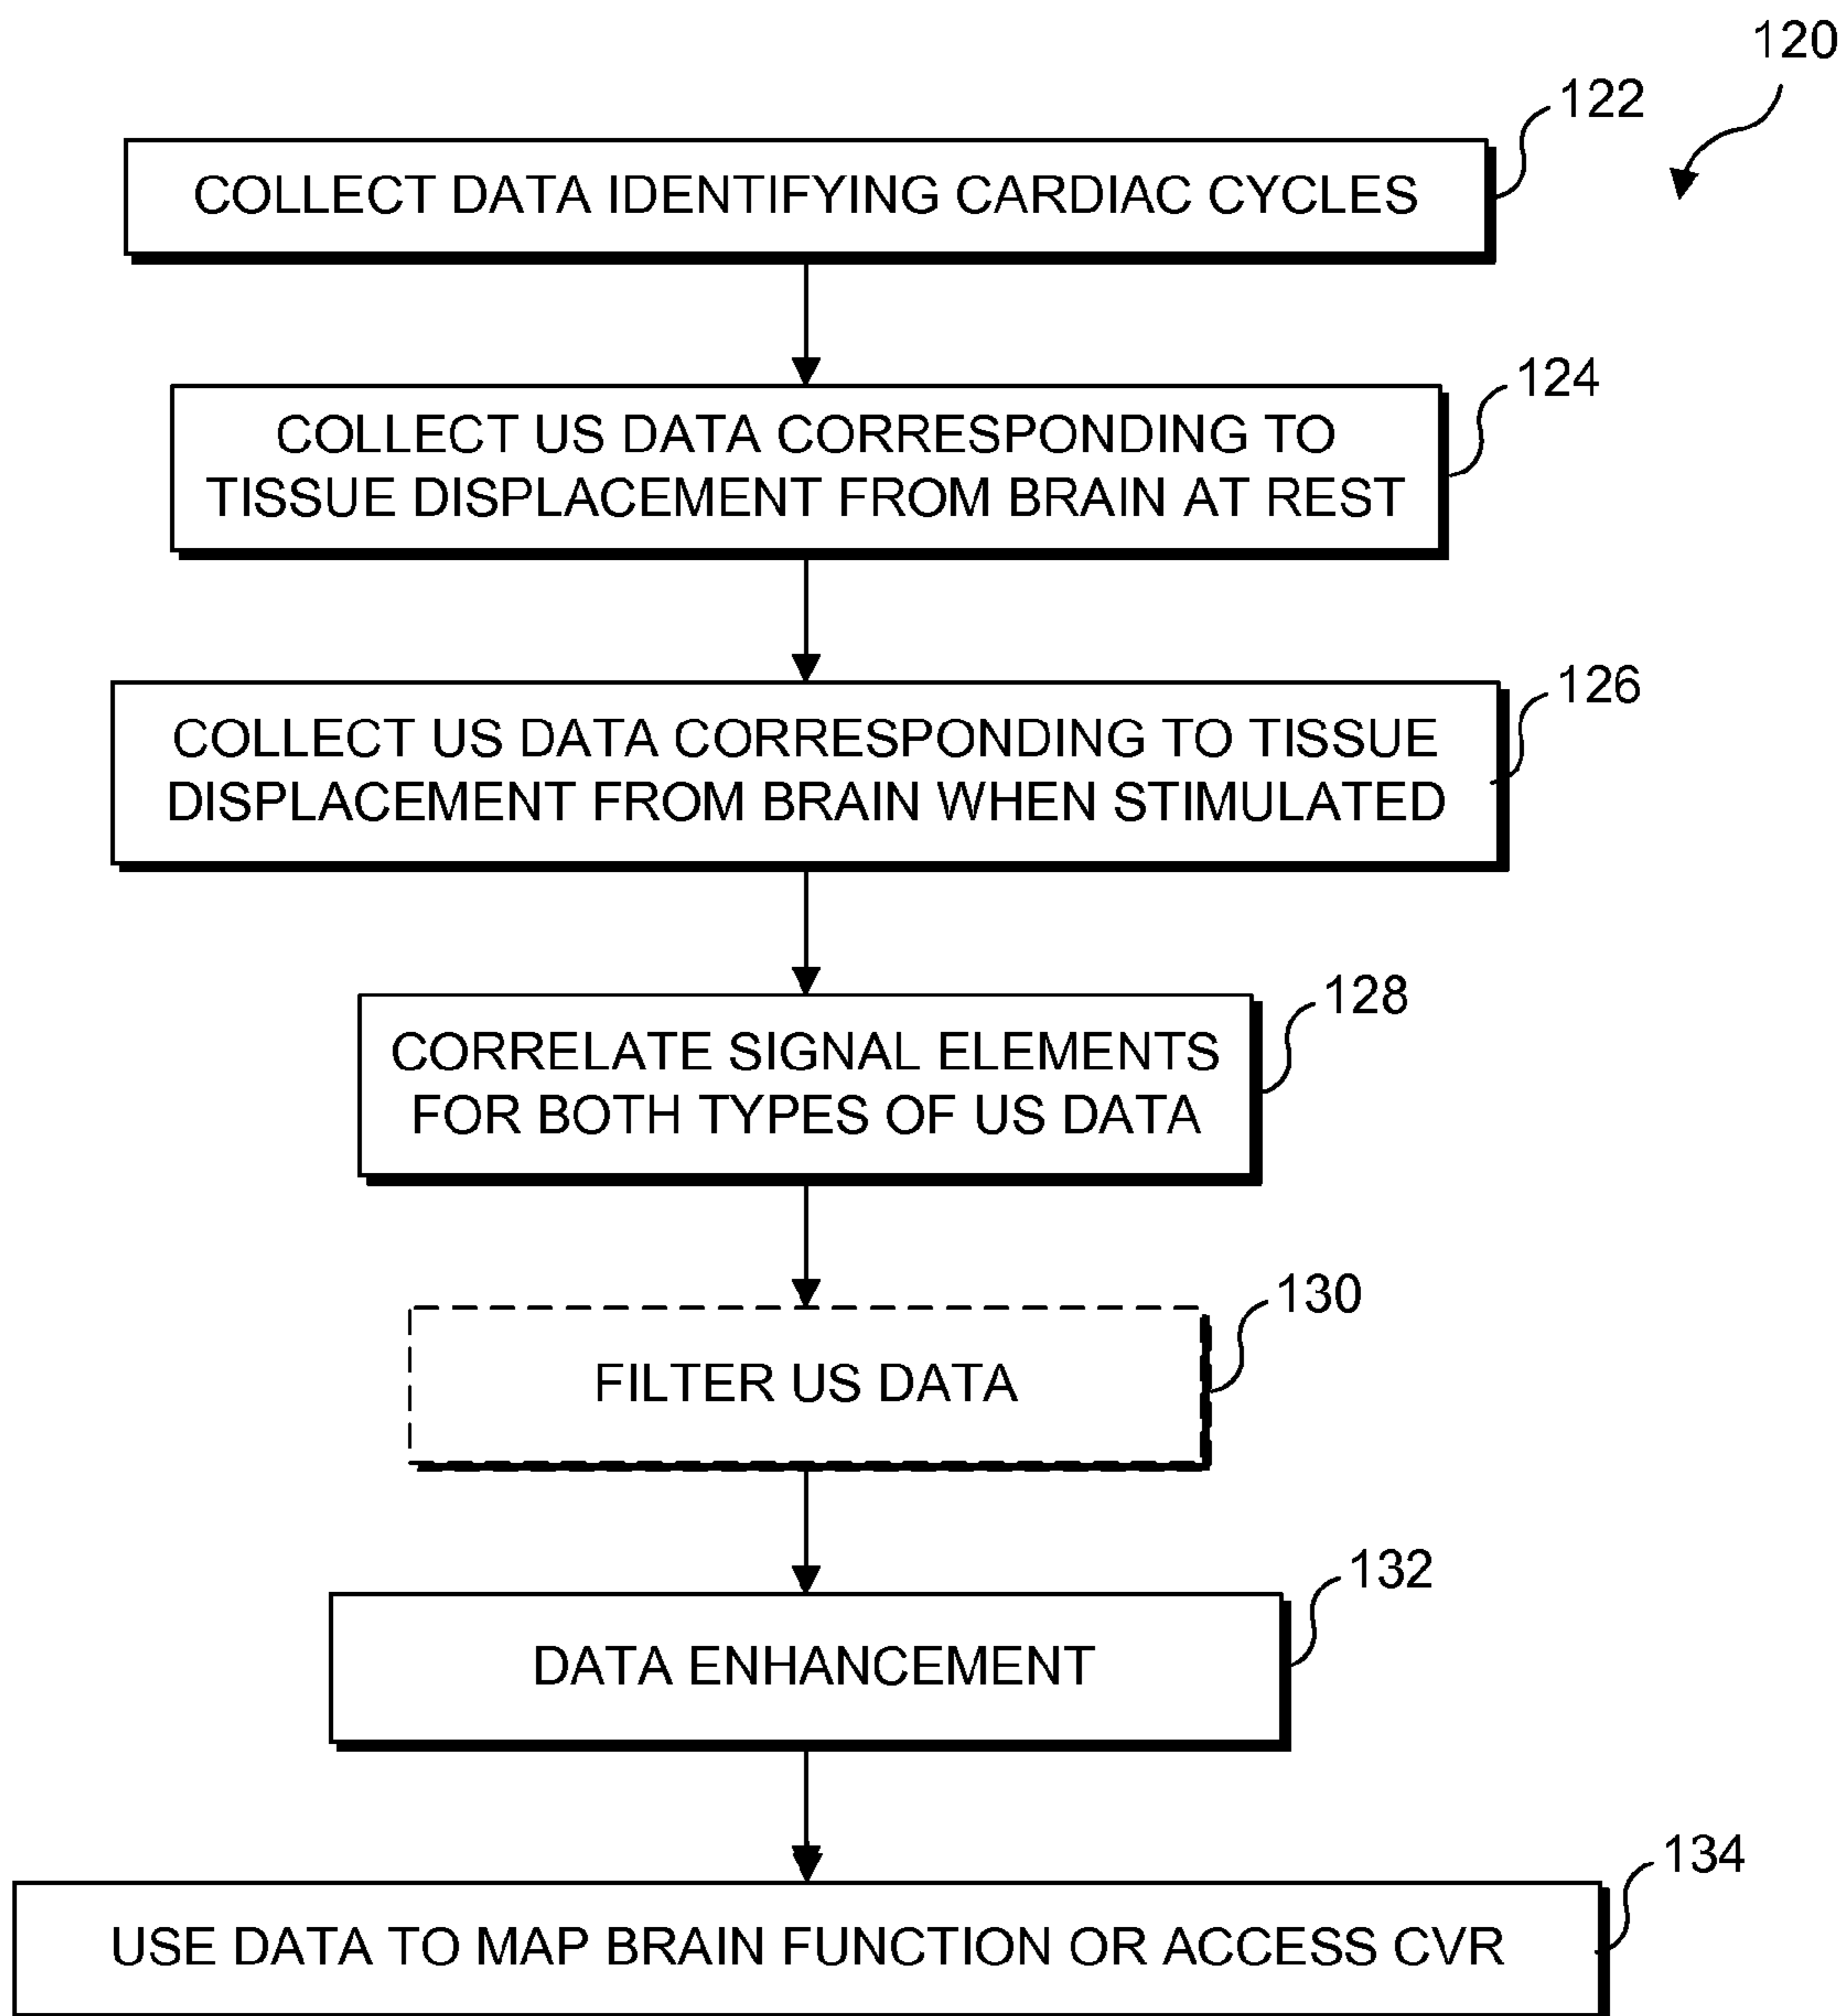 120
122
COLLECT DATA IDENTIFYING CARDIAC CYCLES
124
COLLECT US DATA CORRESPONDING TO
TISSUE DISPLACEMENT FROM BRAIN AT REST
126
COLLECT US DATA CORRESPONDING TO TISSUE
DISPLACEMENT FROM BRAIN WHEN STIMULATED
128
CORRELATE SIGNAL ELEMENTS
FOR BOTH TYPES OF US DATA
130
FILTER US DATA
132
DATA ENHANCEMENT
134
USE DATA TO MAP BRAIN FUNCTION OR ACCESS CVR